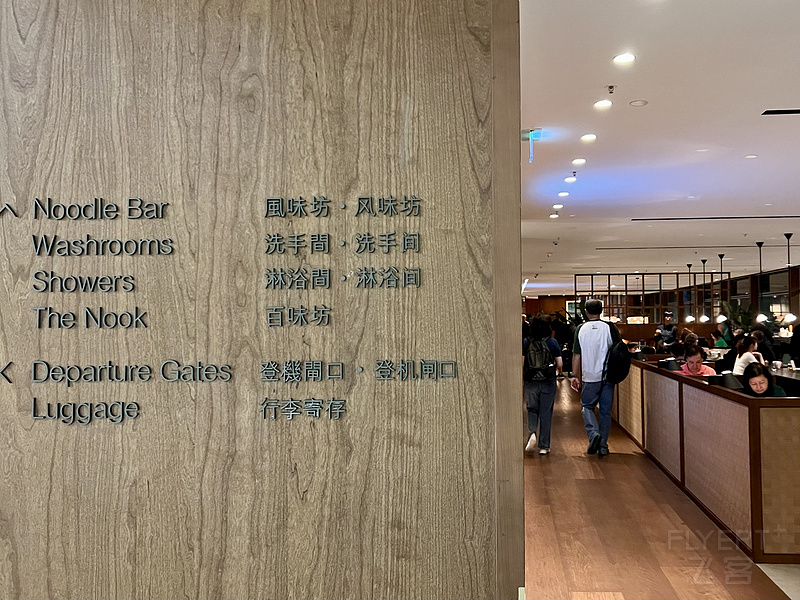 Noodle Bar 風味坊・风味坊
Washrooms 洗手間・洗手间
Showers 淋浴間・淋浴间
The Nook 百味坊
Departure Gates 登機閘口・登机闸口
Luggage 行李寄存
FLYERT
飞客